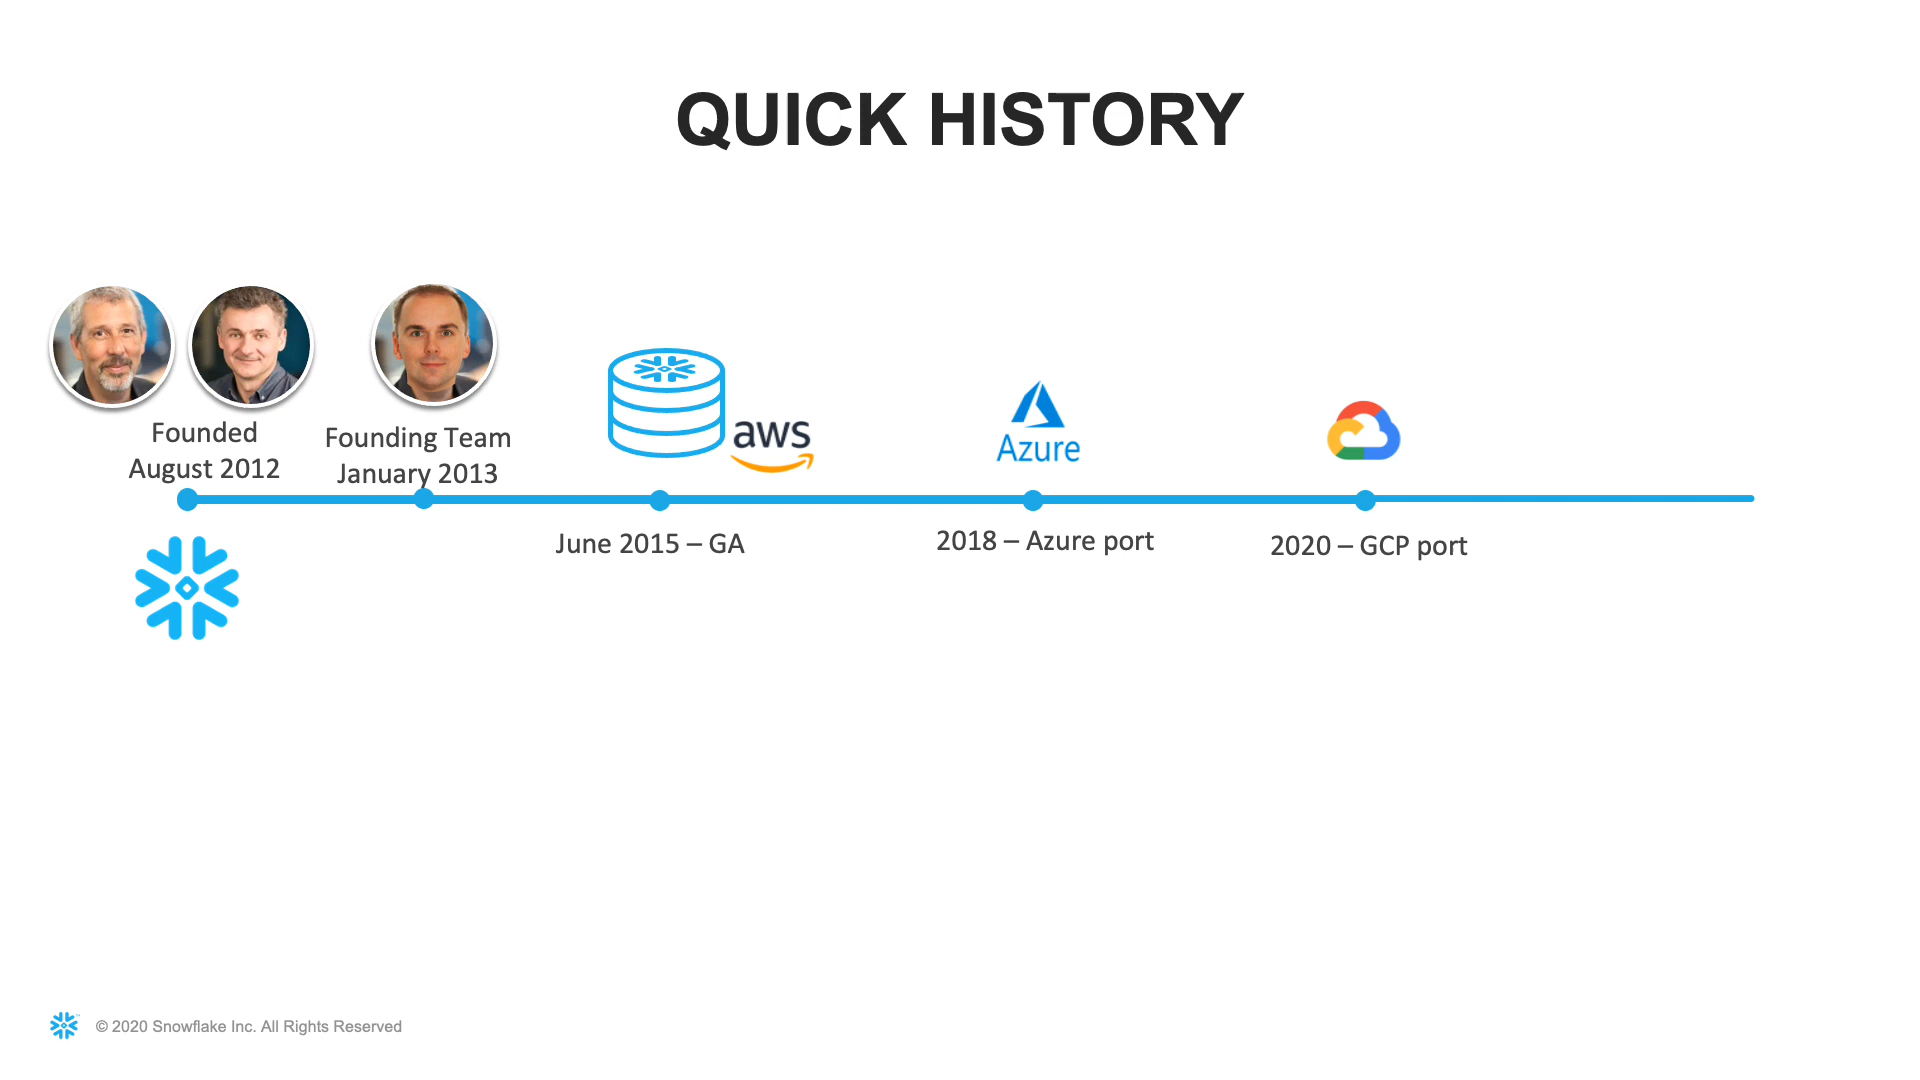 QUICK HISTORY
Founded
August 2012
Founding Team
January 2013
aws
Azure
June 2015 – GA
2018 – Azure port
2020 – GCP port
© 2020 Snowflake Inc. All Rights Reserved